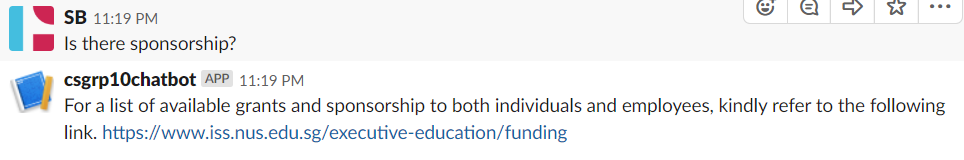 SB 11:19 PM
Is there sponsorship?
csgrp10chatbot APP 11:19 PM
For a list of available grants and sponsorship to both individuals and employees, kindly refer to the following
link. https://www.iss.nus.edu.sg/executive-education/funding